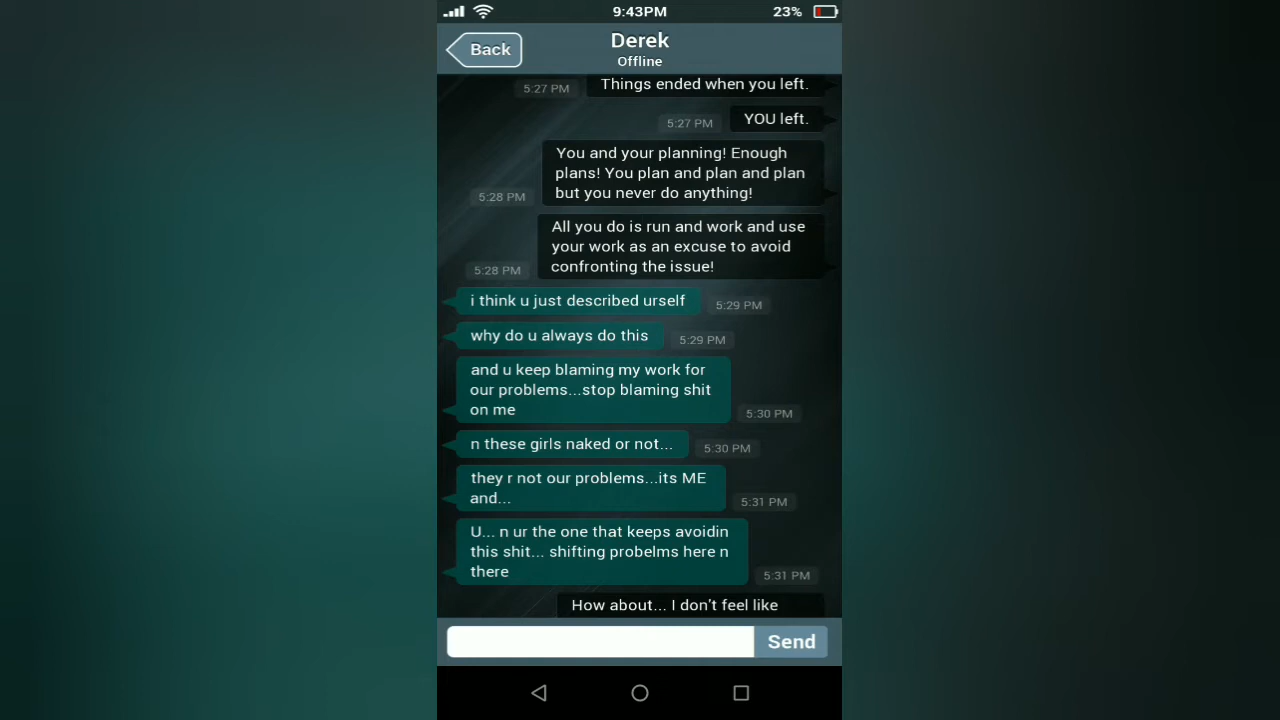 9:43PM
23%
Back
Derek
Offline
Things ended when you left.
5:27 PM
YOU left.
5:27 PM
You and your planning! Enough
plans! You plan and plan and plan
but you never do anything!
5:28 PM
All you do is run and work and use
your work as an excuse to avoid
confronting the issue!
5:28 PM
i think u just described urself
5:29 PM
why do u always do this
5:29 PM
and u keep blaming my work for
our problems...stop blaming shit
on me
5:30 PM
n these girls naked or not...
5:30 PM
they r not our problems...its ME
and...
5:31 PM
U... n ur the one that keeps avoidin
this shit... shifting probelms here n
there
5:31 PM
How about... I don't feel like
Send